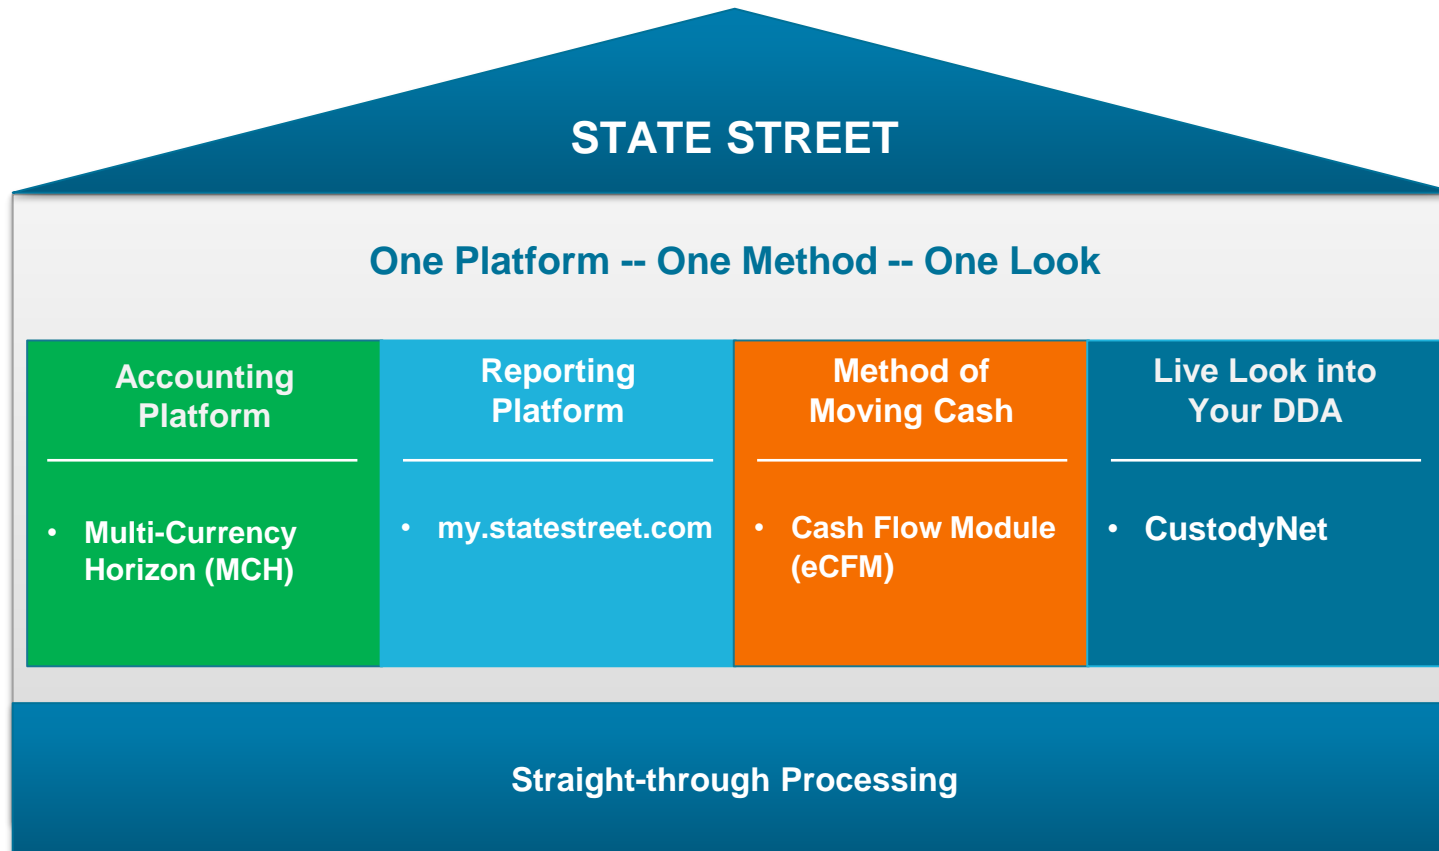 STATE STREET
One Platform -- One Method -- One Look
Accounting
Platform
• Multi-Currency
Horizon (MCH)
Reporting
Platform
• my.statestreet.com
Method of
Moving Cash
• Cash Flow Module
(eCFM)
Live Look into
Your DDA
• CustodyNet
Straight-through Processing